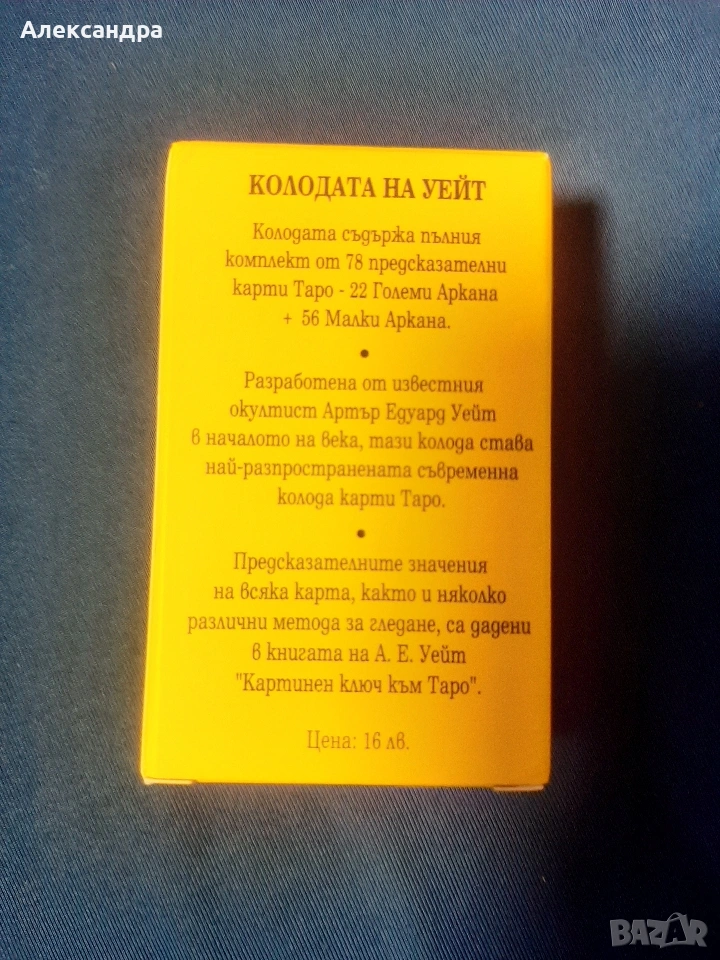 Александра
КОЛОДАТА НА УЕЙТ
Колодата съдържа пълния
комплект от 78 предсказателни
карти Таро - 22 Големи Аркана
+ 56 Малки Аркана.
•
Разработена от известния
окултист Артър Едуард Уейт
в началото на века, тази колода става
най-разпространената съвременна
колода карти Таро.
•
Предсказателните значения
на всяка карта, както и няколко
различни метода за гледане, са дадени
в книгата на А. Е. Уейт
"Картинен ключ към Таро".
Цена: 16 лв.
BAZAR